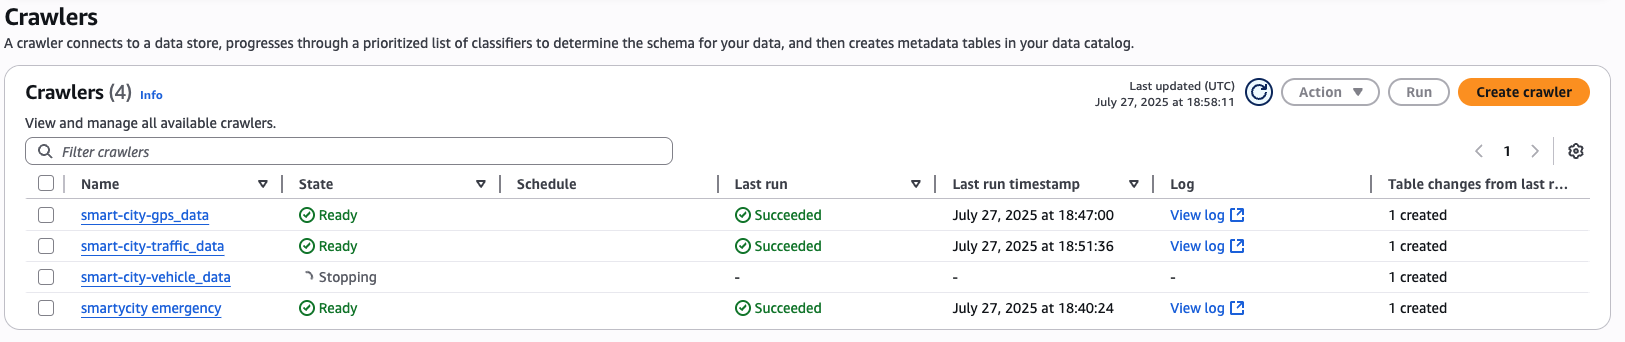 Crawlers
A crawler connects to a data store, progresses through a prioritized list of classifiers to determine the schema for your data, and then creates metadata tables in your data catalog.
Crawlers (4) Info
Last updated (UTC)
July 27, 2025 at 18:58:11
Action
Run
Create crawler
View and manage all available crawlers.
Filter crawlers
1
Name State Schedule Last run Last run timestamp Log Table changes from last r...
smart-city-gps_data Ready Succeeded July 27, 2025 at 18:47:00 View log 1 created
smart-city-traffic_data Ready Succeeded July 27, 2025 at 18:51:36 View log 1 created
smart-city-vehicle_data Stopping - - - 1 created
smartycity emergency Ready Succeeded July 27, 2025 at 18:40:24 View log 1 created